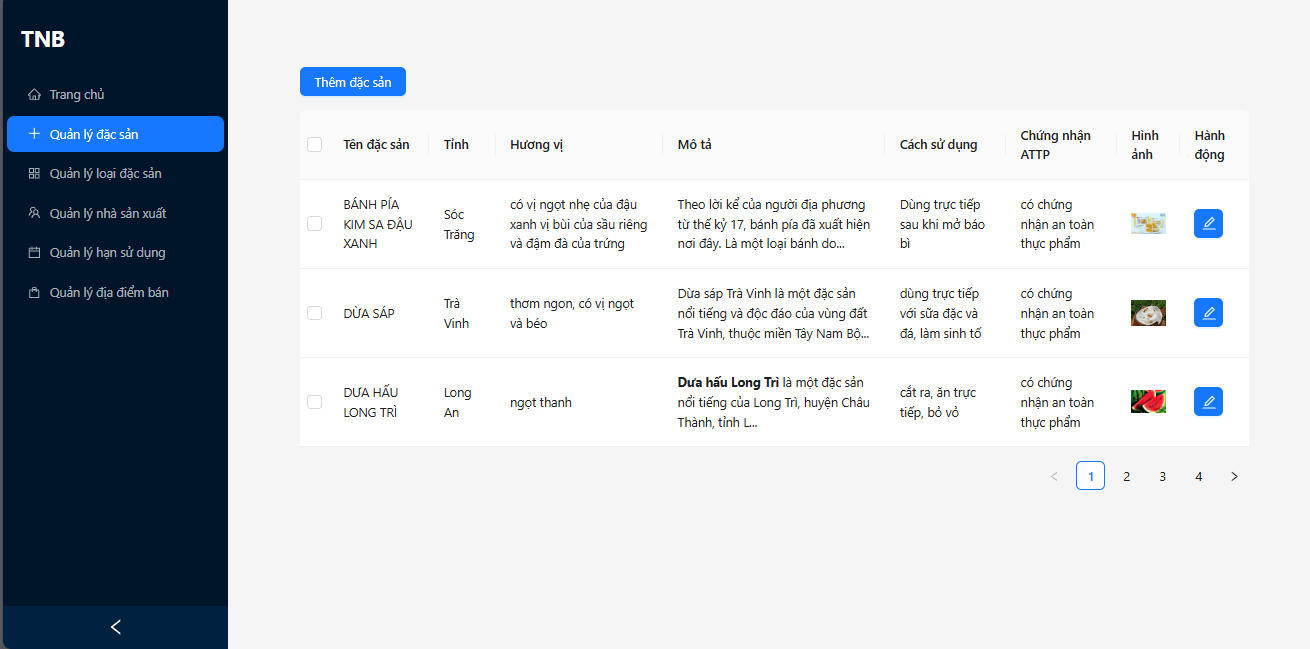 TNB
Trang chủ
Quản lý đặc sản
Quản lý loại đặc sản
Quản lý nhà sản xuất
Quản lý hạn sử dụng
Quản lý địa điểm bán
Thêm đặc sản
Tên đặc sản
Tỉnh
Hương vị
Mô tả
Cách sử dụng
Chứng nhận
ATTP
Hình
ảnh
Hành
động
BÁNH PÍA
KIM SA ĐẬU
XANH
Sóc
Trăng
có vị ngọt nhẹ của đậu
xanh vị bùi của sầu riêng
và đậm đà của trứng
Theo lời kể của người địa phương
từ thế kỷ 17, bánh pía đã xuất hiện
nơi đây. Là một loại bánh do...
Dùng trực tiếp
sau khi mở báo
bì
có chứng
nhận an toàn
thực phẩm
DỪA SÁP
Trà
Vinh
thơm ngon, có vị ngọt
và béo
Dừa sáp Trà Vinh là một đặc sản
nổi tiếng và độc đáo của vùng đất
Trà Vinh, thuộc miền Tây Nam Bộ...
dùng trực tiếp
với sữa đặc và
đá, làm sinh tố
có chứng
nhận an toàn
thực phẩm
DƯA HẤU
LONG TRÌ
Long
An
ngọt thanh
Dưa hấu Long Trì là một đặc sản
nổi tiếng của Long Trì, huyện Châu
Thành, tỉnh L...
cắt ra, ăn trực
tiếp, bỏ vỏ
có chứng
nhận an toàn
thực phẩm
1 2 3 4